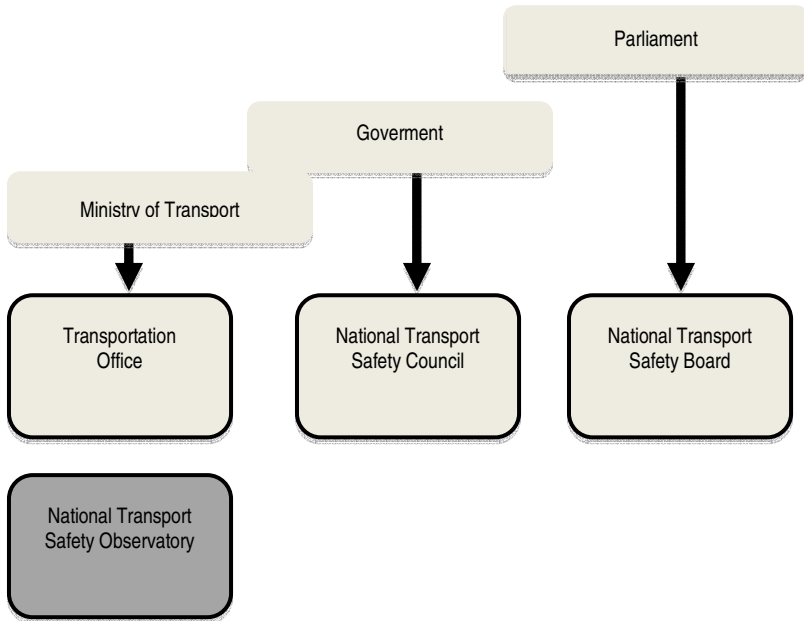 Parliament
Goverment
Ministry of Transport
Transportation
Office
National Transport
Safety Council
National Transport
Safety Board
National Transport
Safety Observatory